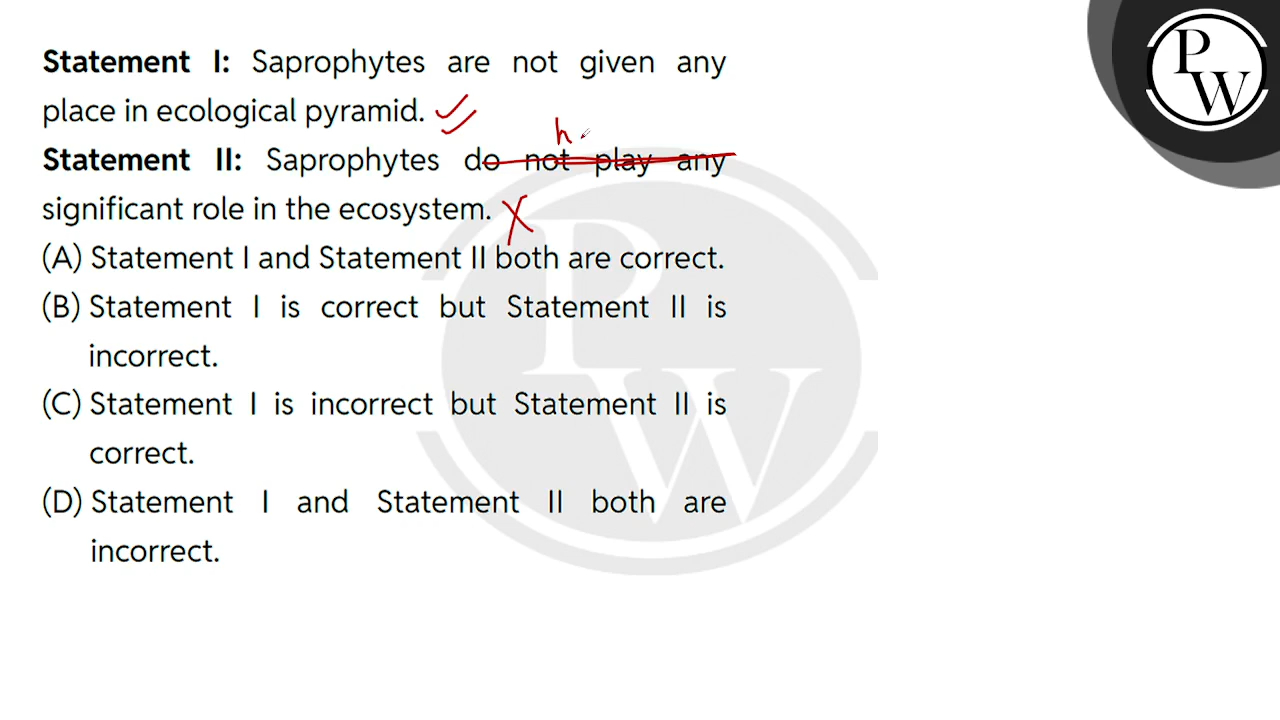 Statement I: Saprophytes are not given any
place in ecological pyramid.
h
Statement II: Saprophytes do not play any
significant role in the ecosystem.
(A) Statement I and Statement II both are correct.
(B) Statement I is correct but Statement II is
incorrect.
(C) Statement I is incorrect but Statement II is
correct.
(D) Statement I and Statement II both are
incorrect.
PW
PW